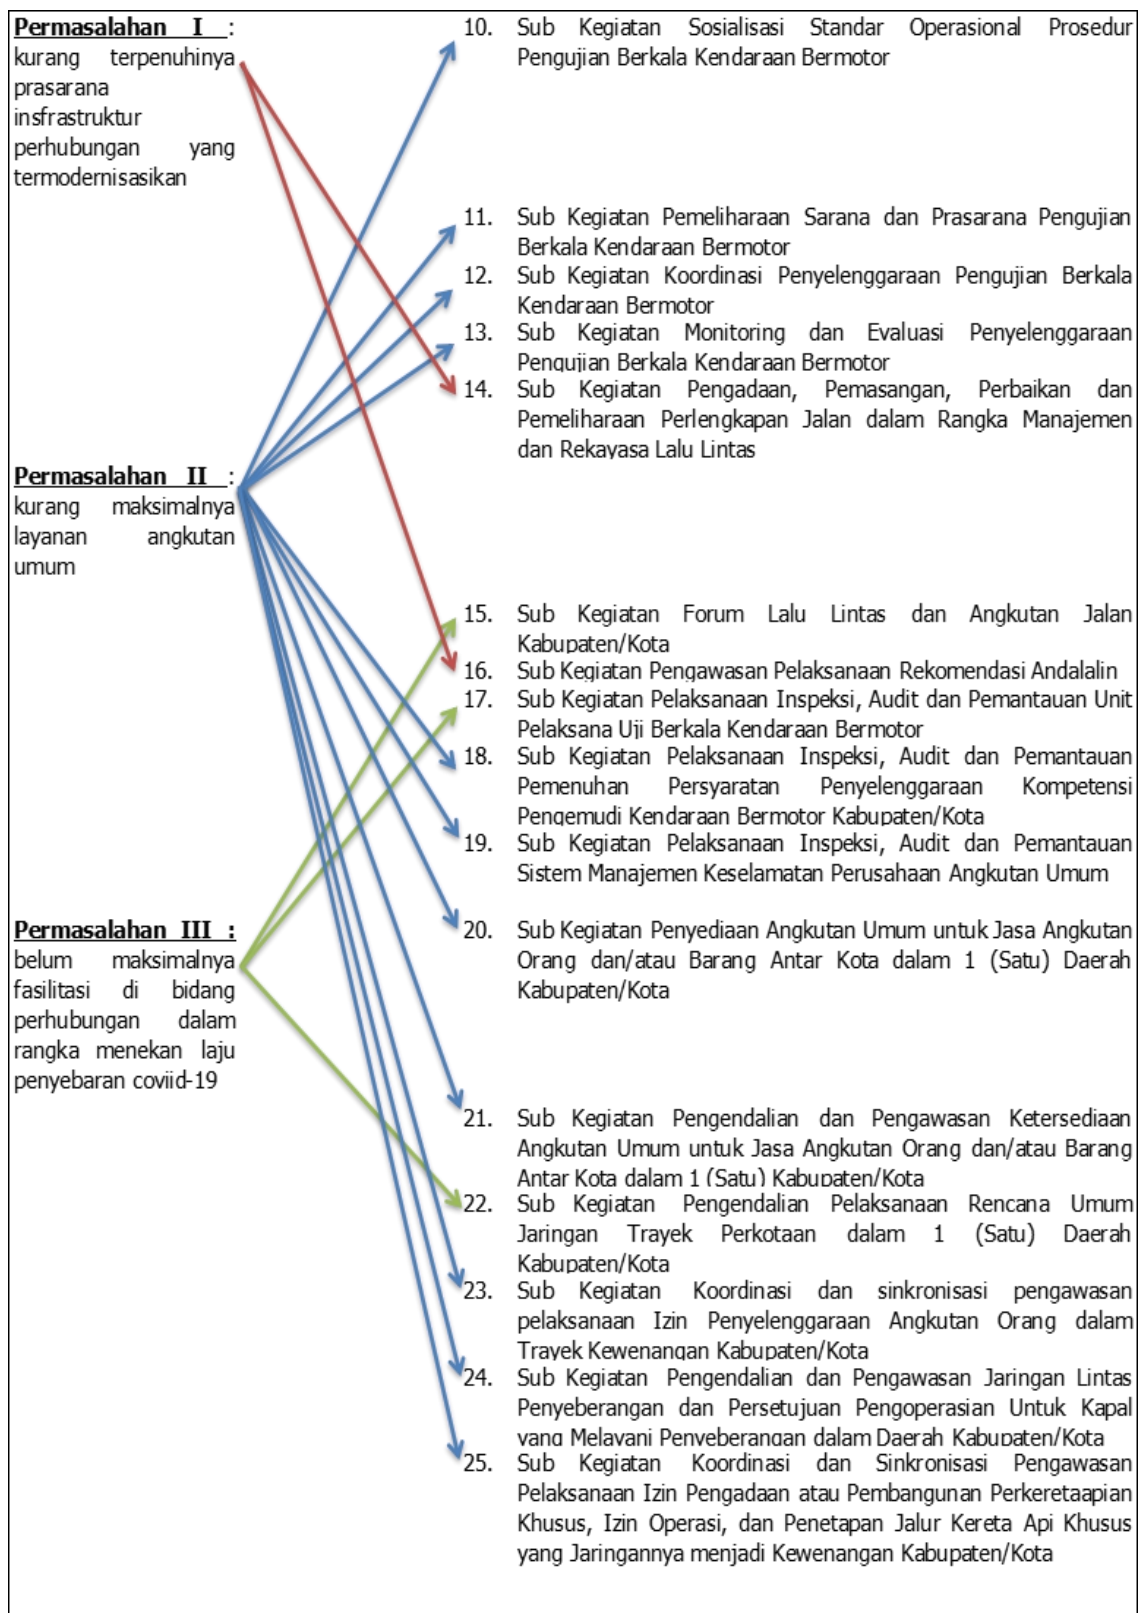 Permasalahan I :
kurang terpenuhinya
prasarana
insfrastruktur
perhubungan yang
termodernisasikan
Permasalahan II :
kurang maksimalnya
layanan angkutan
umum
Permasalahan III :
belum maksimalnya
fasilitasi di bidang
perhubungan dalam
rangka menekan laju
penyebaran coviid-19
10. Sub Kegiatan Sosialisasi Standar Operasional Prosedur
Pengujian Berkala Kendaraan Bermotor
11. Sub Kegiatan Pemeliharaan Sarana dan Prasarana Pengujian
Berkala Kendaraan Bermotor
12. Sub Kegiatan Koordinasi Penyelenggaraan Pengujian Berkala
Kendaraan Bermotor
13. Sub Kegiatan Monitoring dan Evaluasi Penyelenggaraan
Pengujian Berkala Kendaraan Bermotor
14. Sub Kegiatan Pengadaan, Pemasangan, Perbaikan dan
Pemeliharaan Perlengkapan Jalan dalam Rangka Manajemen
dan Rekayasa Lalu Lintas
15. Sub Kegiatan Forum Lalu Lintas dan Angkutan Jalan
Kabupaten/Kota
16. Sub Kegiatan Pengawasan Pelaksanaan Rekomendasi Andalalin
17. Sub Kegiatan Pelaksanaan Inspeksi, Audit dan Pemantauan Unit
Pelaksana Uji Berkala Kendaraan Bermotor
18. Sub Kegiatan Pelaksanaan Inspeksi, Audit dan Pemantauan
Pemenuhan Persyaratan Penyelenggaraan Kompetensi
Pengemudi Kendaraan Bermotor Kabupaten/Kota
19. Sub Kegiatan Pelaksanaan Inspeksi, Audit dan Pemantauan
Sistem Manajemen Keselamatan Perusahaan Angkutan Umum
20. Sub Kegiatan Penyediaan Angkutan Umum untuk Jasa Angkutan
Orang dan/atau Barang Antar Kota dalam 1 (Satu) Daerah
Kabupaten/Kota
21. Sub Kegiatan Pengendalian dan Pengawasan Ketersediaan
Angkutan Umum untuk Jasa Angkutan Orang dan/atau Barang
Antar Kota dalam 1 (Satu) Kabupaten/Kota
22. Sub Kegiatan Pengendalian Pelaksanaan Rencana Umum
Jaringan Trayek Perkotaan dalam 1 (Satu) Daerah
Kabupaten/Kota
23. Sub Kegiatan Koordinasi dan sinkronisasi pengawasan
pelaksanaan Izin Penyelenggaraan Angkutan Orang dalam
Trayek Kewenangan Kabupaten/Kota
24. Sub Kegiatan Pengendalian dan Pengawasan Jaringan Lintas
Penyeberangan dan Persetujuan Pengoperasian Untuk Kapal
yang Melayani Penyeberangan dalam Daerah Kabupaten/Kota
25. Sub Kegiatan Koordinasi dan Sinkronisasi Pengawasan
Pelaksanaan Izin Pengadaan atau Pembangunan Perkeretaapian
Khusus, Izin Operasi, dan Penetapan Jalur Kereta Api Khusus
yang Jaringannya menjadi Kewenangan Kabupaten/Kota